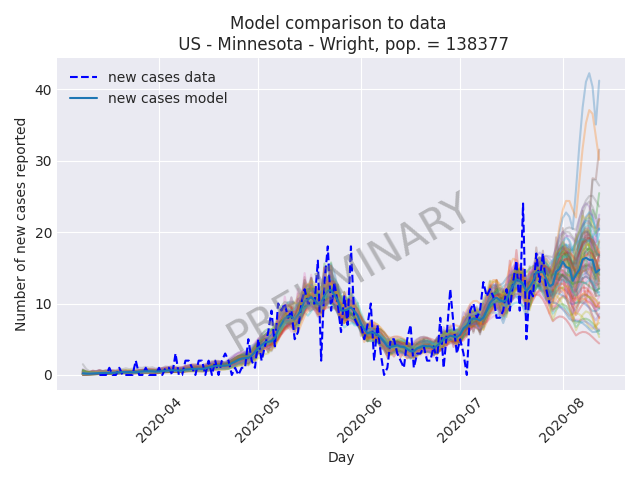 Model comparison to data
US - Minnesota - Wright, pop. = 138377
new cases data
new cases model
PRELIMINARY
Number of new cases reported
40
30
20
10
0
2020-04
2020-05
2020-06
2020-07
2020-08
Day